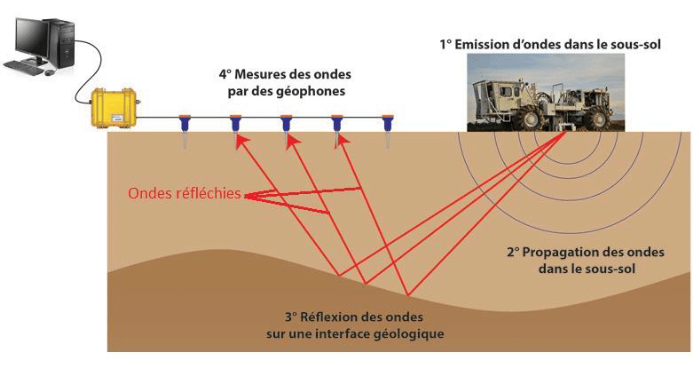 1° Emission d'ondes dans le sous-sol
4° Mesures des ondes
par des géophones
Ondes réfléchies
2° Propagation des ondes
dans le sous-sol
3° Réflexion des ondes
sur une interface géologique